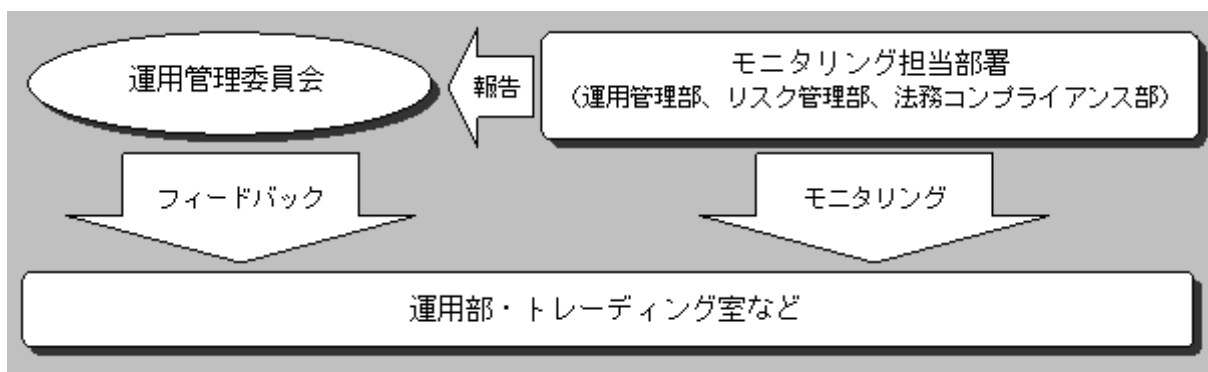 運用管理委員会
報告
モニタリング担当部署
（運用管理部、リスク管理部、法務コンプライアンス部）
フィードバック
モニタリング
運用部・トレーディング室など